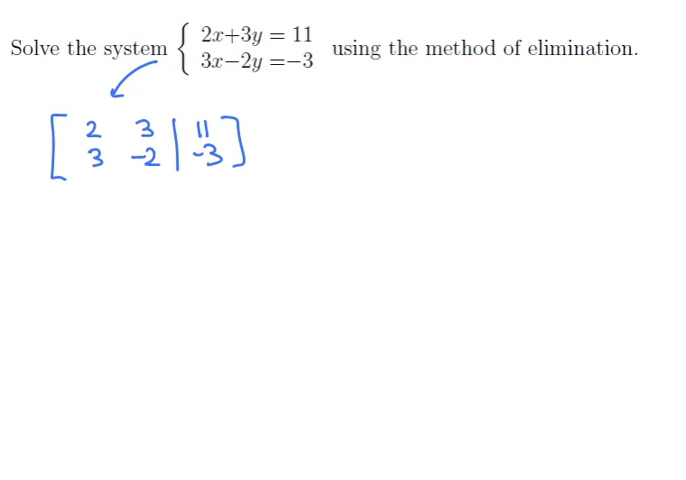 Solve the system { 2x+3y = 11 using the method of elimination.
3x−2y =−3
[ 2 3 | 11 ]
3 -2 | -3